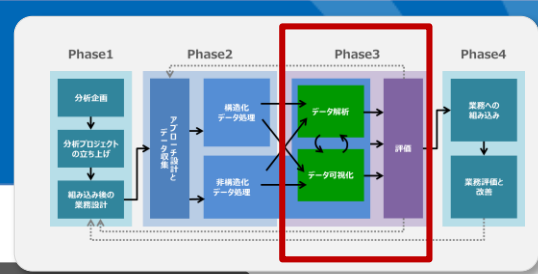 Phase1
Phase2
Phase3
Phase4
分析企画
分析プロジェクト
の立ち上げ
組み込み後の
業務設計
アプローチ設計と
データ収集
構造化
データ処理
非構造化
データ処理
データ解析
データ可視化
評価
業務への
組み込み
業務評価と
改善